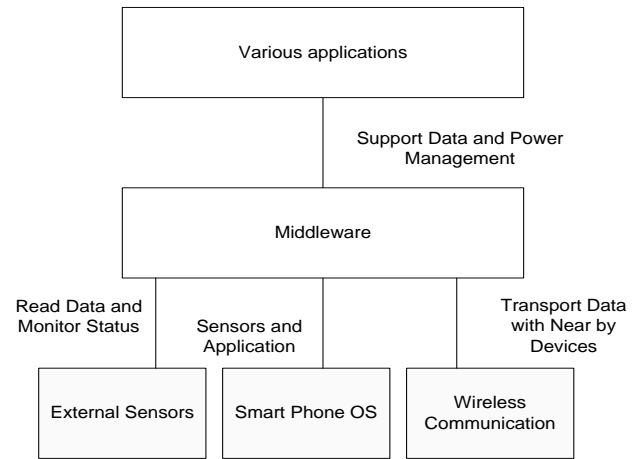 Various applications
Support Data and Power
Management
Middleware
Read Data and
Monitor Status
Sensors and
Application
Transport Data
with Near by
Devices
External Sensors
Smart Phone OS
Wireless
Communication